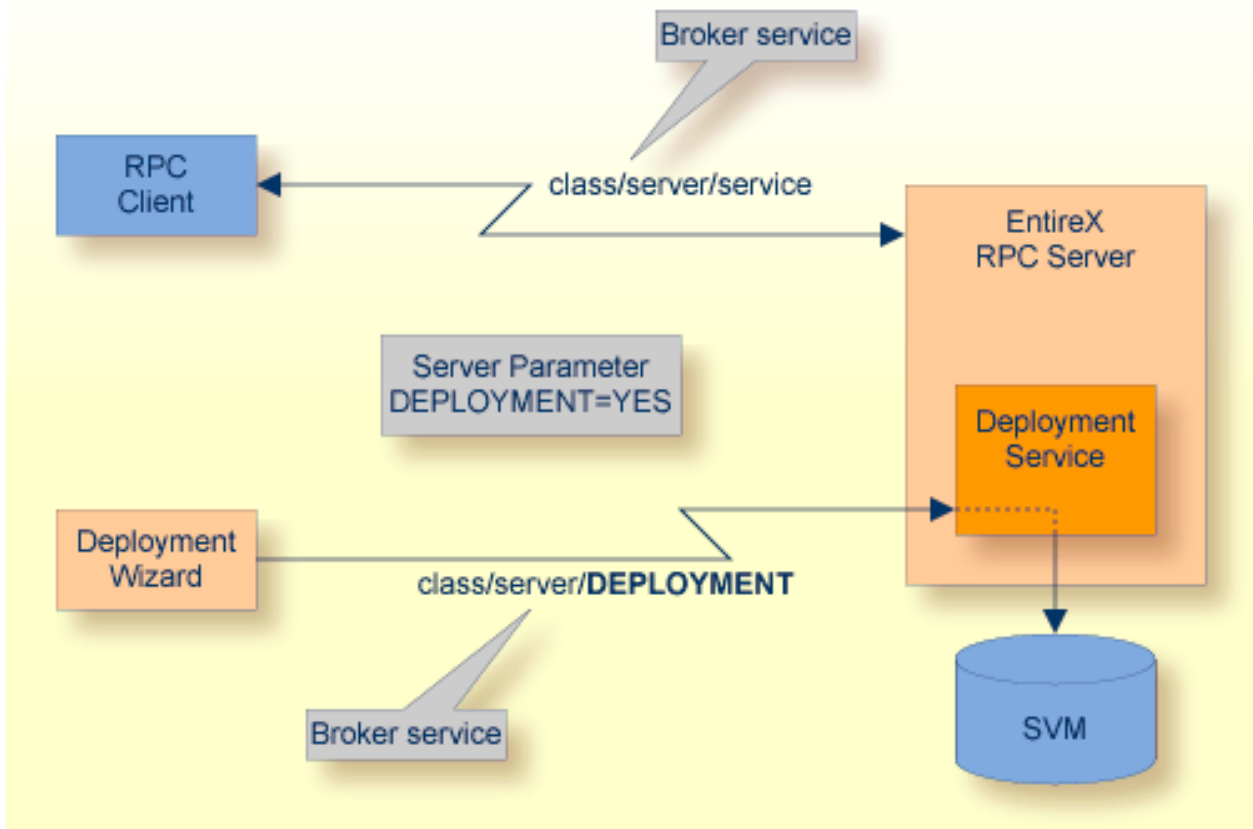 Broker service
RPC
Client
class/server/service
EntireX
RPC Server
Server Parameter
DEPLOYMENT=YES
Deployment
Service
Deployment
Wizard
class/server/DEPLOYMENT
Broker service
SVM